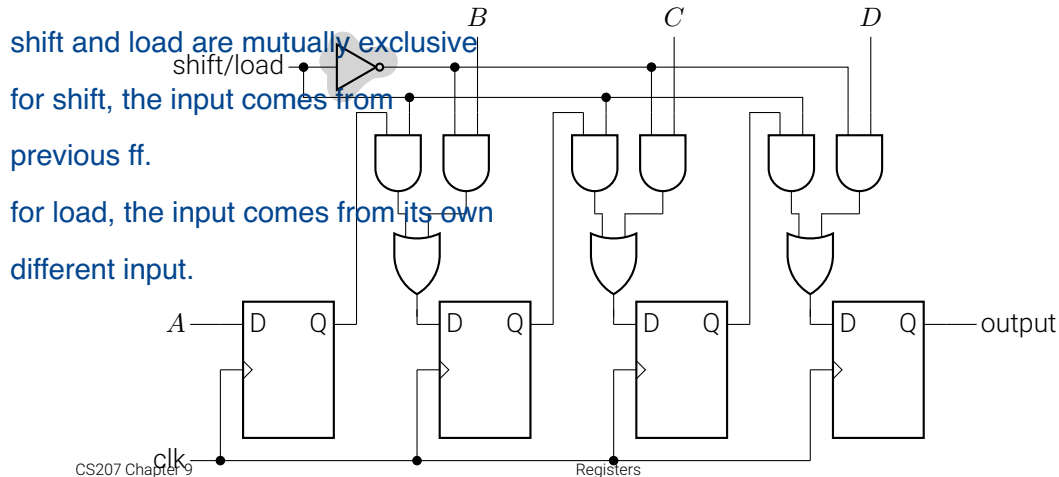 B C D
shift and load are mutually exclusive
shift/load
for shift, the input comes from
previous ff.
for load, the input comes from its own
different input.
A D Q D Q D Q D Q output
clk
CS207 Chapter 9 Registers